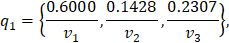 q₁ = {0.6000/v₁, 0.1428/v₂, 0.2307/v₃},